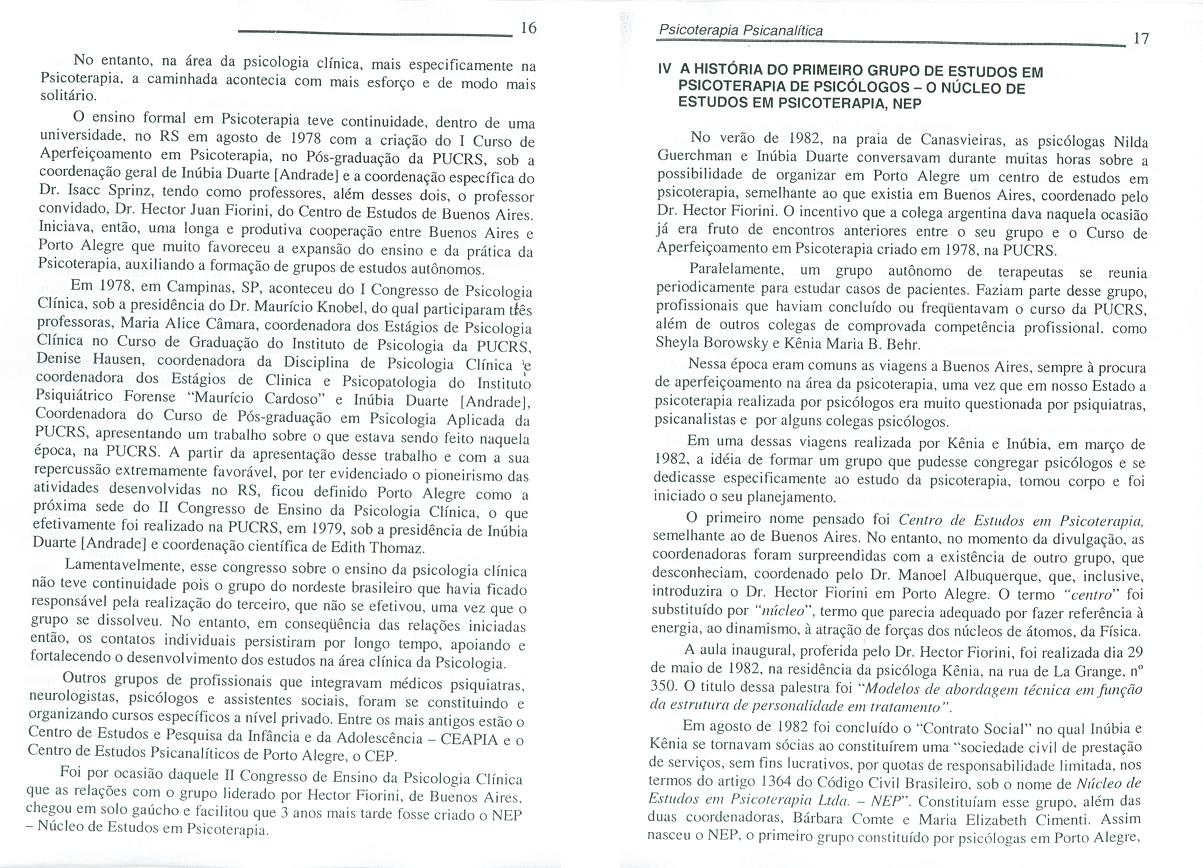 16
No entanto, na área da psicologia clínica, mais especificamente na
Psicoterapia, a caminhada acontecia com mais esforço e de modo mais
solitário.
O ensino formal em Psicoterapia teve continuidade, dentro de uma
universidade, no RS em agosto de 1978 com a criação do I Curso de
Aperfeiçoamento em Psicoterapia, no Pós-graduação da PUCRS, sob a
coordenação geral de Inúbia Duarte [Andrade] e a coordenação específica do
Dr. Isacc Sprinz, tendo como professores, além desses dois, o professor
convidado, Dr. Hector Juan Fiorini, do Centro de Estudos de Buenos Aires.
Iniciava, então, uma longa e produtiva cooperação entre Buenos Aires e
Porto Alegre que muito favoreceu a expansão do ensino e da prática da
Psicoterapia, auxiliando a formação de grupos de estudos autônomos.
Em 1978, em Campinas, SP, aconteceu do I Congresso de Psicologia
Clínica, sob a presidência do Dr. Maurício Knobel, do qual participaram três
professoras, Maria Alice Câmara, coordenadora dos Estágios de Psicologia
Clínica no Curso de Graduação do Instituto de Psicologia da PUCRS,
Denise Hausen, coordenadora da Disciplina de Psicologia Clínica e
coordenadora dos Estágios de Clinica e Psicopatologia do Instituto
Psiquiátrico Forense “Maurício Cardoso” e Inúbia Duarte [Andrade],
Coordenadora do Curso de Pós-graduação em Psicologia Aplicada da
PUCRS, apresentando um trabalho sobre o que estava sendo feito naquela
época, na PUCRS. A partir da apresentação desse trabalho e com a sua
repercussão extremamente favorável, por ter evidenciado o pioneirismo das
atividades desenvolvidas no RS, ficou definido Porto Alegre como a
próxima sede do II Congresso de Ensino da Psicologia Clínica, o que
efetivamente foi realizado na PUCRS, em 1979, sob a presidência de Inúbia
Duarte [Andrade] e coordenação científica de Edith Thomaz.
Lamentavelmente, esse congresso sobre o ensino da psicologia clínica
não teve continuidade pois o grupo do nordeste brasileiro que havia ficado
responsável pela realização do terceiro, que não se efetivou, uma vez que o
grupo se dissolveu. No entanto, em conseqüência das relações iniciadas
então, os contatos individuais persistiram por longo tempo, apoiando e
fortalecendo o desenvolvimento dos estudos na área clínica da Psicologia.
Outros grupos de profissionais que integravam médicos psiquiatras,
neurologistas, psicólogos e assistentes sociais, foram se constituindo e
organizando cursos específicos a nível privado. Entre os mais antigos estão o
Centro de Estudos e Pesquisa da Infância e da Adolescência – CEAPIA e o
Centro de Estudos Psicanalíticos de Porto Alegre, o CEP.
Foi por ocasião daquele II Congresso de Ensino da Psicologia Clínica
que as relações com o grupo liderado por Hector Fiorini, de Buenos Aires,
chegou em solo gaúcho e facilitou que 3 anos mais tarde fosse criado o NEP
– Núcleo de Estudos em Psicoterapia.
Psicoterapia Psicanalítica
17
IV A HISTÓRIA DO PRIMEIRO GRUPO DE ESTUDOS EM
PSICOTERAPIA DE PSICÓLOGOS – O NÚCLEO DE
ESTUDOS EM PSICOTERAPIA, NEP
No verão de 1982, na praia de Canasvieiras, as psicólogas Nilda
Guerchman e Inúbia Duarte conversavam durante muitas horas sobre a
possibilidade de organizar em Porto Alegre um centro de estudos em
psicoterapia, semelhante ao que existia em Buenos Aires, coordenado pelo
Dr. Hector Fiorini. O incentivo que a colega argentina dava naquela ocasião
já era fruto de encontros anteriores entre o seu grupo e o Curso de
Aperfeiçoamento em Psicoterapia criado em 1978, na PUCRS.
Paralelamente, um grupo autônomo de terapeutas se reunia
periodicamente para estudar casos de pacientes. Faziam parte desse grupo,
profissionais que haviam concluído ou freqüentavam o curso da PUCRS,
além de outros colegas de comprovada competência profissional, como
Sheyla Borowsky e Kênia Maria B. Behr.
Nessa época eram comuns as viagens a Buenos Aires, sempre à procura
de aperfeiçoamento na área da psicoterapia, uma vez que em nosso Estado a
psicoterapia realizada por psicólogos era muito questionada por psiquiatras,
psicanalistas e por alguns colegas psicólogos.
Em uma dessas viagens realizada por Kênia e Inúbia, em março de
1982, a idéia de formar um grupo que pudesse congregar psicólogos e se
dedicasse especificamente ao estudo da psicoterapia, tomou corpo e foi
iniciado o seu planejamento.
O primeiro nome pensado foi Centro de Estudos em Psicoterapia,
semelhante ao de Buenos Aires. No entanto, no momento da divulgação, as
coordenadoras foram surpreendidas com a existência de outro grupo, que
desconheciam, coordenado pelo Dr. Manoel Albuquerque, que, inclusive,
introduzira o Dr. Hector Fiorini em Porto Alegre. O termo “centro” foi
substituído por “núcleo”, termo que parecia adequado por fazer referência à
energia, ao dinamismo, à atração de forças dos núcleos de átomos, da Física.
A aula inaugural, proferida pelo Dr. Hector Fiorini, foi realizada dia 29
de maio de 1982, na residência da psicóloga Kênia, na rua de La Grange, nº
350. O titulo dessa palestra foi “Modelos de abordagem técnica em função
da estrutura de personalidade em tratamento”.
Em agosto de 1982 foi concluído o “Contrato Social” no qual Inúbia e
Kênia se tornavam sócias ao constituírem uma “sociedade civil de prestação
de serviços, sem fins lucrativos, por quotas de responsabilidade limitada, nos
termos do artigo 1364 do Código Civil Brasileiro, sob o nome de Núcleo de
Estudos em Psicoterapia Ltda. – NEP”. Constituíam esse grupo, além das
duas coordenadoras, Bárbara Comte e Maria Elizabeth Cimenti. Assim
nasceu o NEP, o primeiro grupo constituído por psicólogas em Porto Alegre,